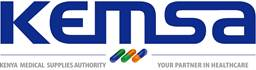 KEMSA
KENYA MEDICAL SUPPLIES AUTHORITY YOUR PARTNER IN HEALTHCARE